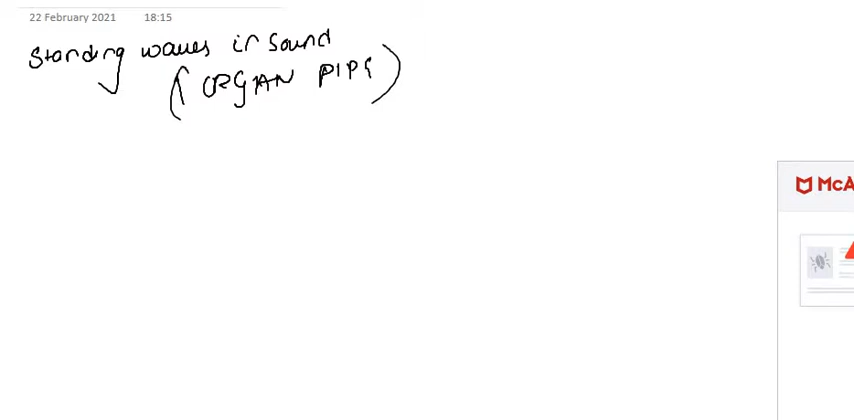 22 February 2021 18:15
Standing waves in sound
(ORGAN PIPE)
McA